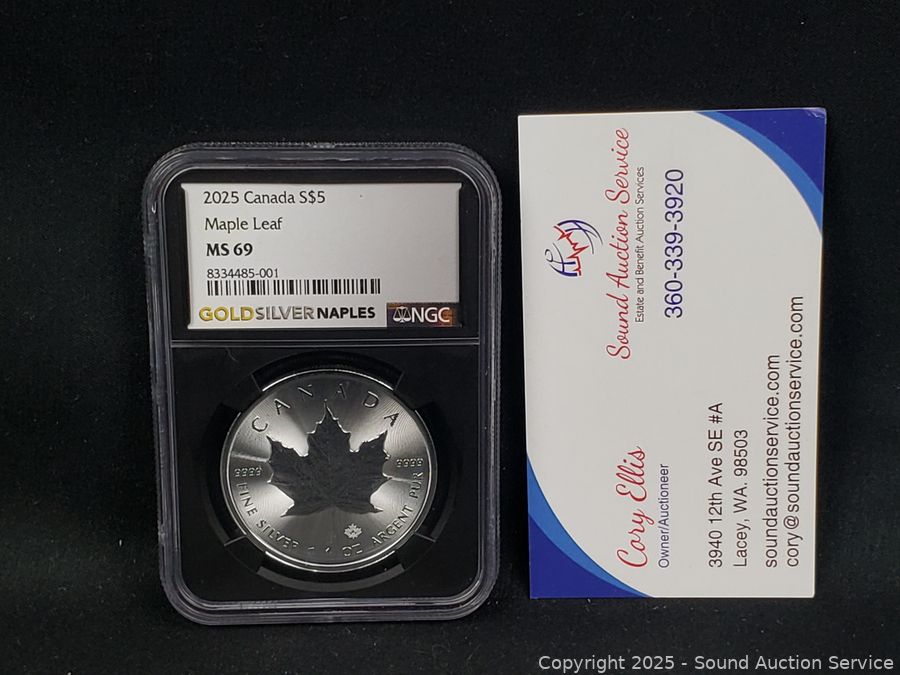 2025 Canada S$5
Maple Leaf
MS 69
8334485-001
GOLDSILVERNAPLES
NGC
CANADA
9999
9999
FINE SILVER 1 OZ ARGENT PUR
Sound Auction Service
Estate and Benefit Auction Services
360-339-3920
Cory Ellis
Owner/Auctioneer
3940 12th Ave SE #A
Lacey, WA, 98503
soundauctionservice.com
cory@soundauctionservice.com
Copyright 2025 - Sound Auction Service